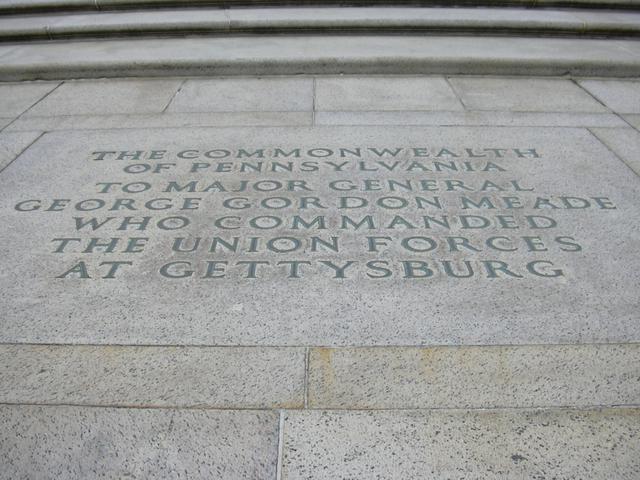 THE COMMONWEALTH
OF PENNSYLVANIA
TO MAJOR GENERAL
GEORGE GORDON MEADE
WHO COMMANDED
THE UNION FORCES
AT GETTYSBURG